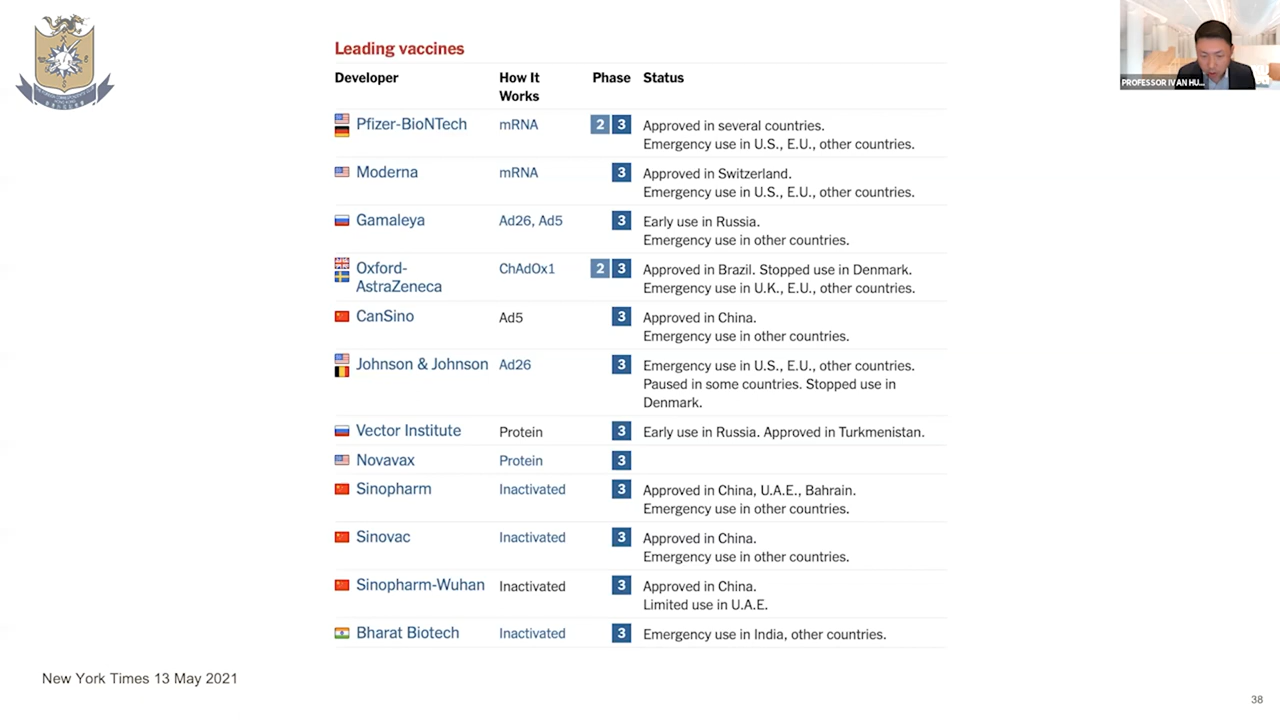 Leading vaccines
Developer How It Works Phase Status
Pfizer-BioNTech mRNA 2 3 Approved in several countries.
Emergency use in U.S., E.U., other countries.
Moderna mRNA 3 Approved in Switzerland.
Emergency use in U.S., E.U., other countries.
Gamaleya Ad26, Ad5 3 Early use in Russia.
Emergency use in other countries.
Oxford-AstraZeneca ChAdOx1 2 3 Approved in Brazil. Stopped use in Denmark.
Emergency use in U.K., E.U., other countries.
CanSino Ad5 3 Approved in China.
Emergency use in other countries.
Johnson & Johnson Ad26 3 Emergency use in U.S., E.U., other countries.
Paused in some countries. Stopped use in
Denmark.
Vector Institute Protein 3 Early use in Russia. Approved in Turkmenistan.
Novavax Protein 3
Sinopharm Inactivated 3 Approved in China, U.A.E., Bahrain.
Emergency use in other countries.
Sinovac Inactivated 3 Approved in China.
Emergency use in other countries.
Sinopharm-Wuhan Inactivated 3 Approved in China.
Limited use in U.A.E.
Bharat Biotech Inactivated 3 Emergency use in India, other countries.
New York Times 13 May 2021
38
PROFESSOR IVAN HU...